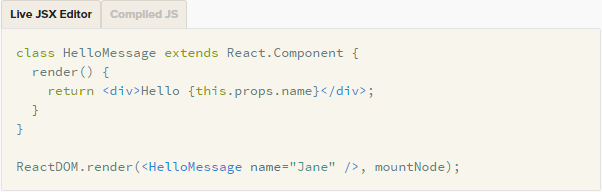 Live JSX Editor
Compiled JS
class HelloMessage extends React.Component {
  render() {
    return <div>Hello {this.props.name}</div>;
  }
}

ReactDOM.render(<HelloMessage name="Jane" />, mountNode);